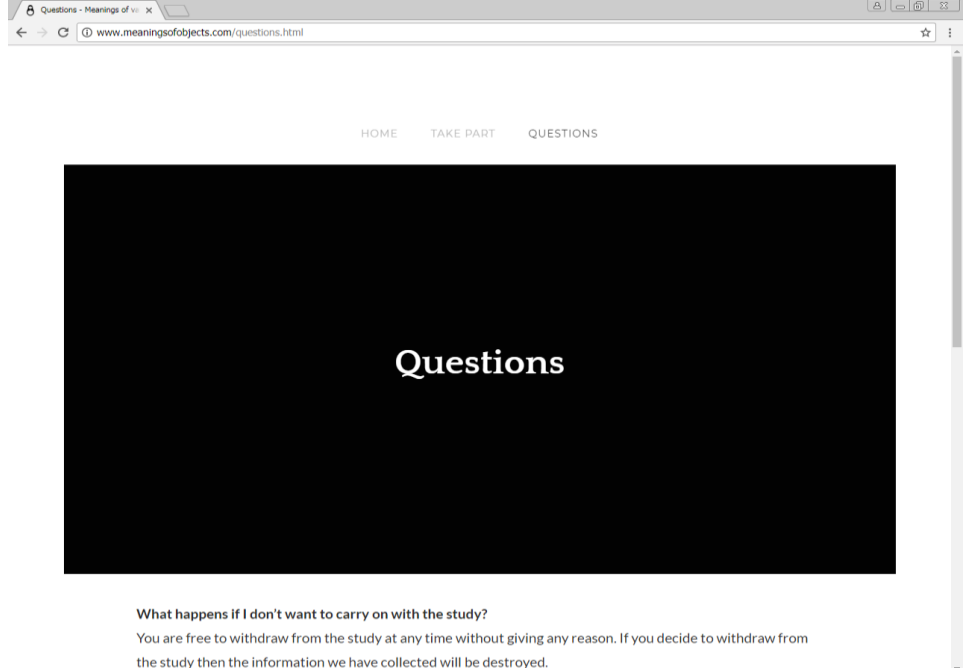 Questions - Meanings of v
www.meaningsofobjects.com/questions.html
HOME TAKE PART QUESTIONS
Questions
What happens if I don't want to carry on with the study?
You are free to withdraw from the study at any time without giving any reason. If you decide to withdraw from
the study then the information we have collected will be destroyed.